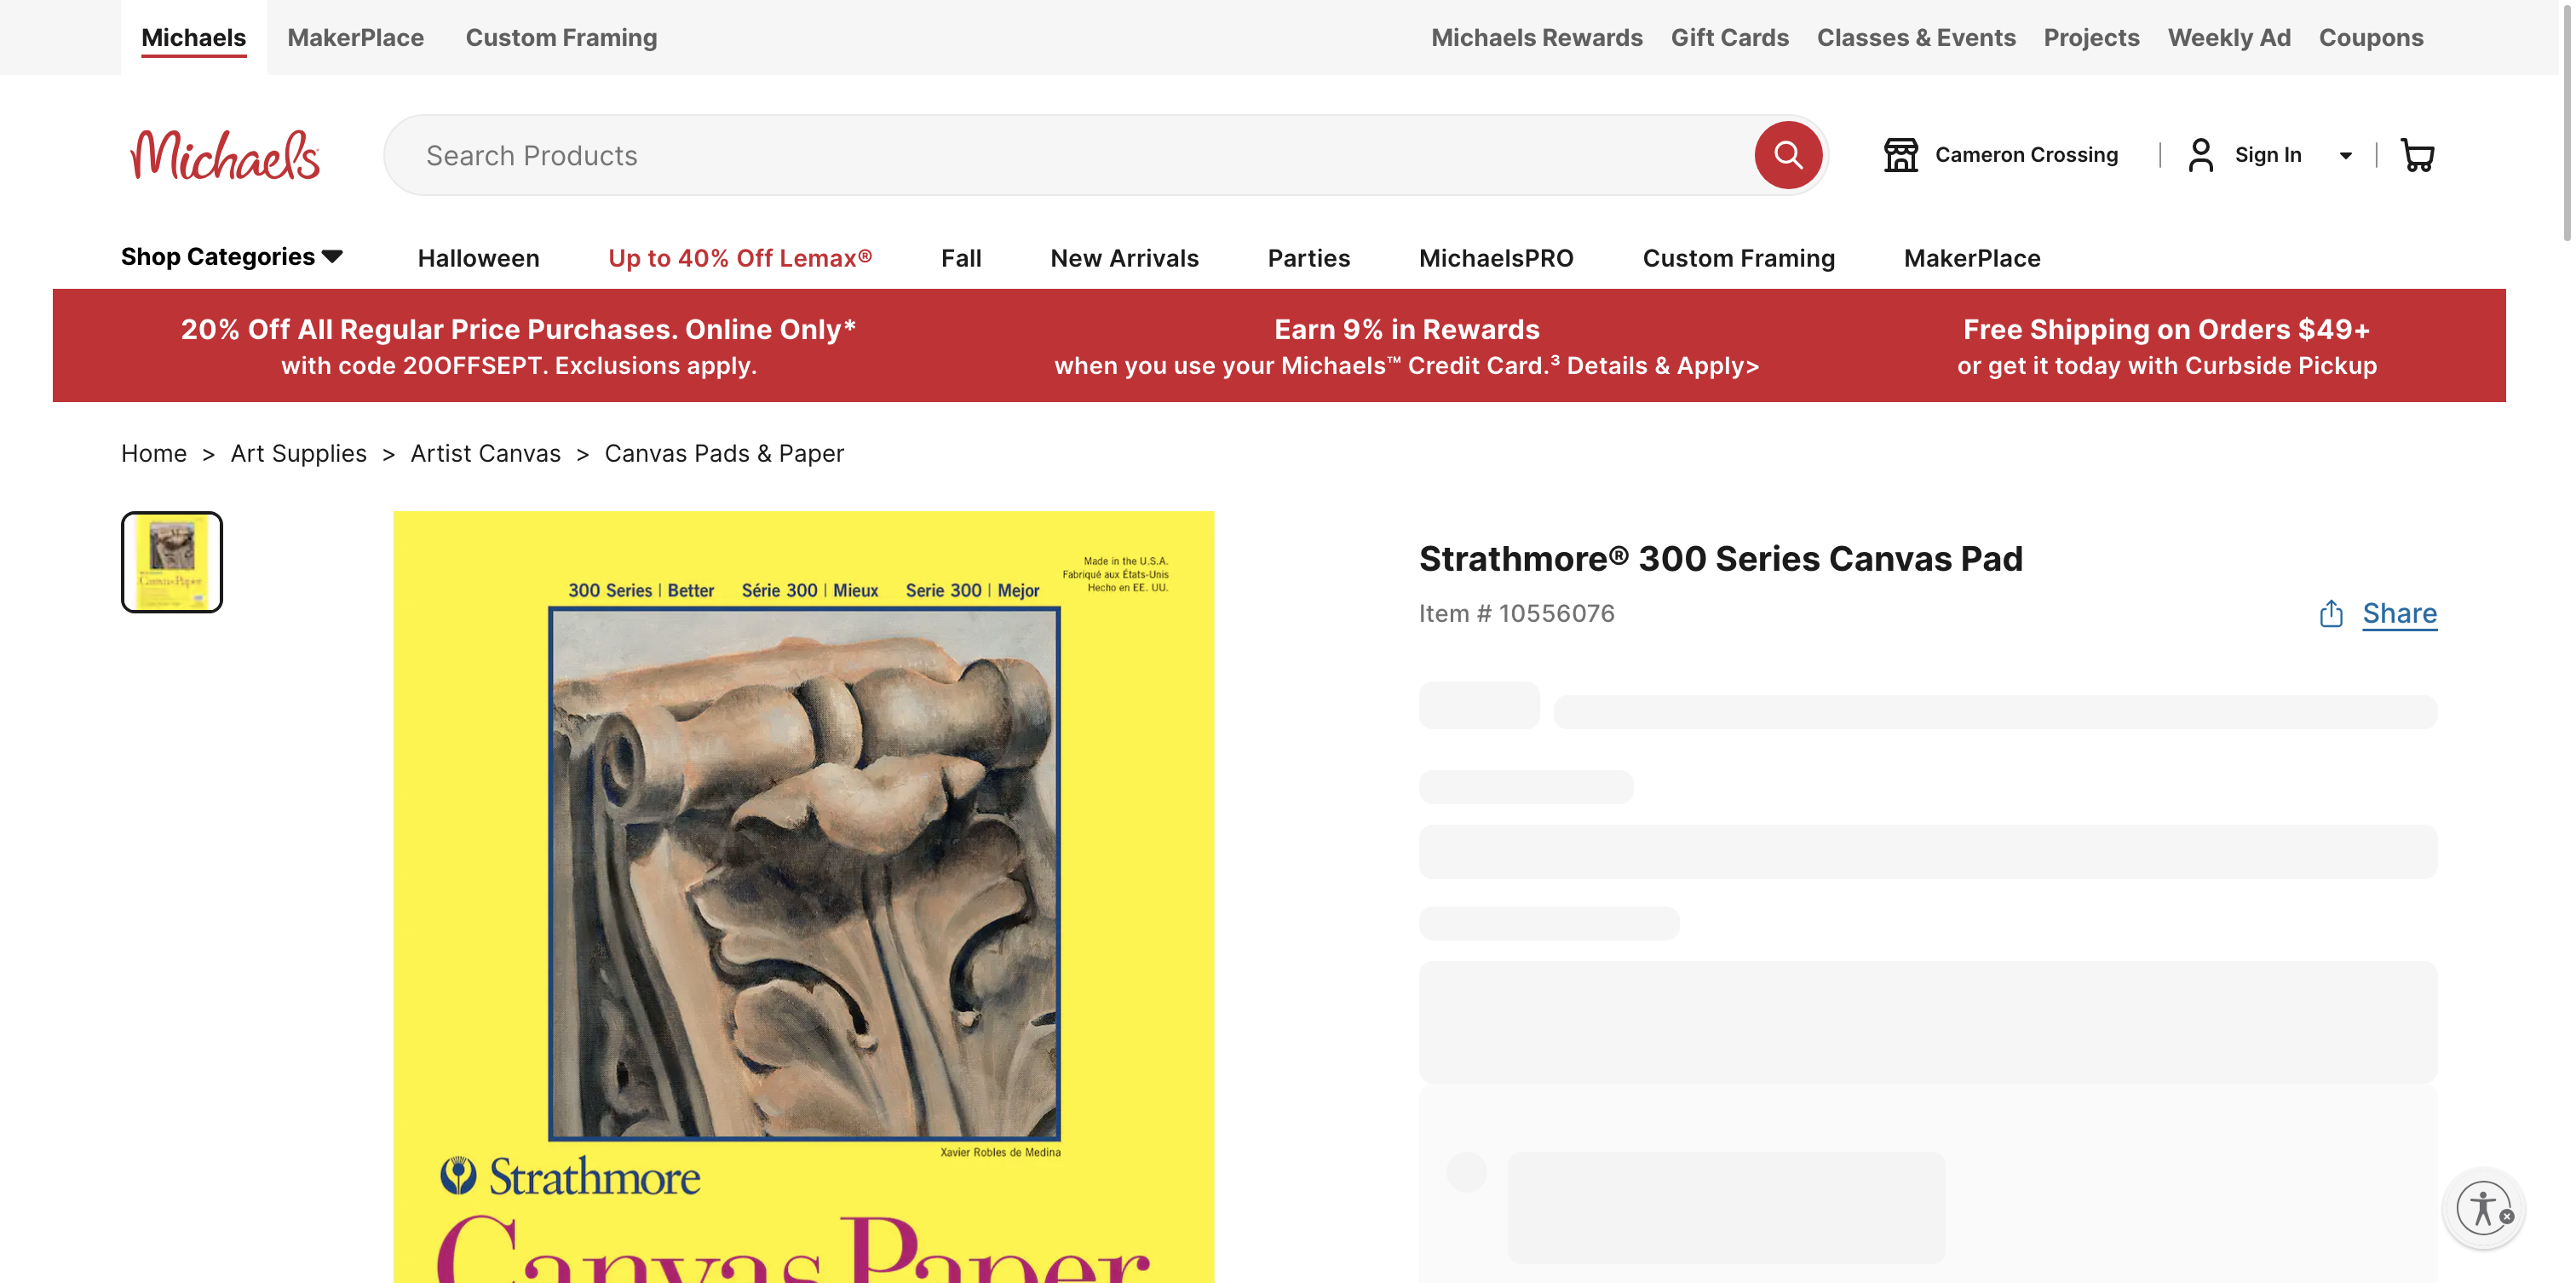 Michaels MakerPlace Custom Framing Michaels Rewards Gift Cards Classes & Events Projects Weekly Ad Coupons
Michaels Search Products Cameron Crossing | Sign In |
Shop Categories Halloween Up to 40% Off Lemax® Fall New Arrivals Parties MichaelsPRO Custom Framing MakerPlace
20% Off All Regular Price Purchases. Online Only*
with code 20OFFSEPT. Exclusions apply.
Earn 9% in Rewards
when you use your Michaels™ Credit Card.³ Details & Apply>
Free Shipping on Orders $49+
or get it today with Curbside Pickup
Home > Art Supplies > Artist Canvas > Canvas Pads & Paper
Made in the U.S.A.
Fabriqué aux États-Unis
Hecho en EE. UU.
300 Series | Better Série 300 | Mieux Serie 300 | Mejor
Xavier Robles de Medina
Strathmore
Canvas Paper
Strathmore® 300 Series Canvas Pad
Item # 10556076
Share